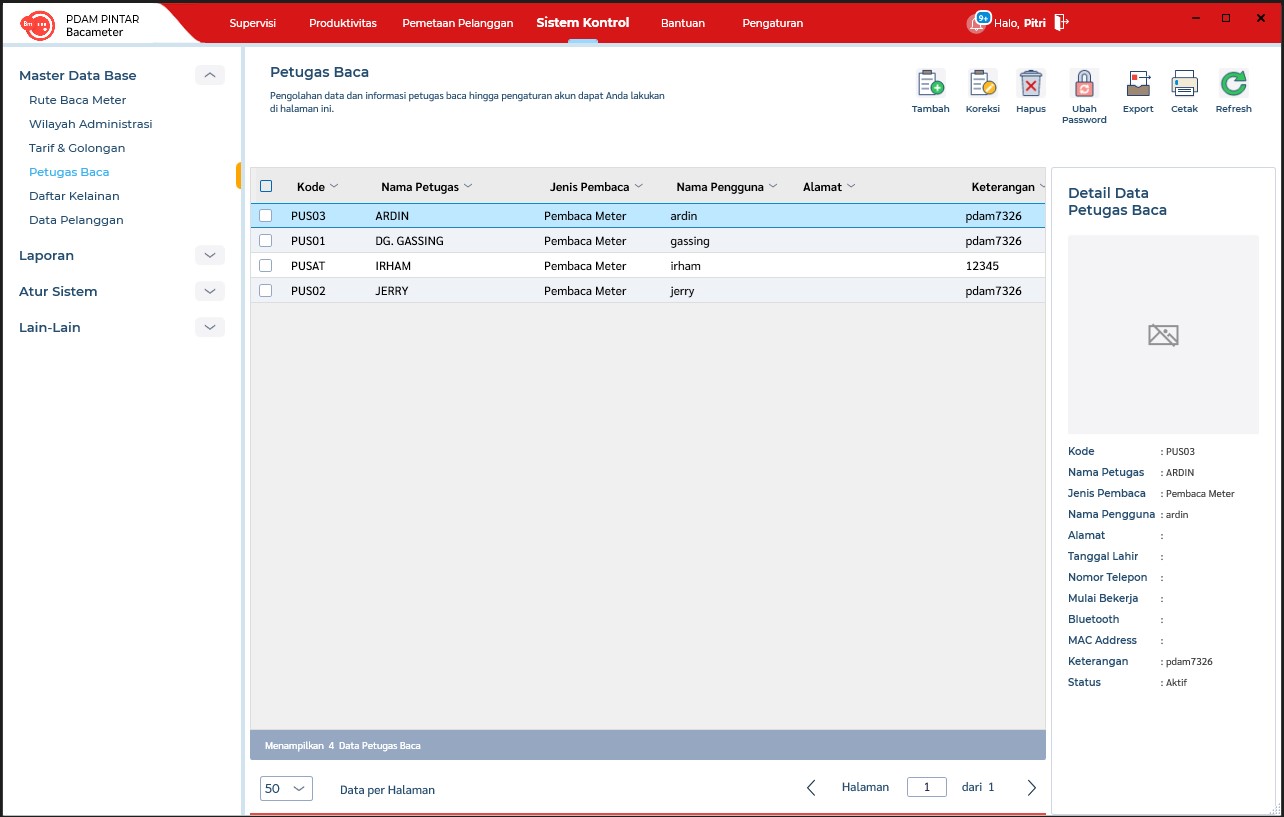 PDAM PINTAR
Bacameter
Supervisi Produktivitas Pemetaan Pelanggan Sistem Kontrol Bantuan Pengaturan
9+ Halo, Pitri
Master Data Base
Rute Baca Meter
Wilayah Administrasi
Tarif & Golongan
Petugas Baca
Daftar Kelainan
Data Pelanggan
Laporan
Atur Sistem
Lain-Lain
Petugas Baca
Pengolahan data dan informasi petugas baca hingga pengaturan akun dapat Anda lakukan
di halaman ini.
Tambah Koreksi Hapus Ubah Password Export Cetak Refresh
Kode Nama Petugas Jenis Pembaca Nama Pengguna Alamat Keterangan
PUS03 ARDIN Pembaca Meter ardin pdam7326
PUS01 DG. GASSING Pembaca Meter gassing pdam7326
PUSAT IRHAM Pembaca Meter irham 12345
PUS02 JERRY Pembaca Meter jerry pdam7326
Menampilkan 4 Data Petugas Baca
50 Data per Halaman
Halaman 1 dari 1
Detail Data
Petugas Baca
Kode : PUS03
Nama Petugas : ARDIN
Jenis Pembaca : Pembaca Meter
Nama Pengguna : ardin
Alamat :
Tanggal Lahir :
Nomor Telepon :
Mulai Bekerja :
Bluetooth :
MAC Address :
Keterangan : pdam7326
Status : Aktif